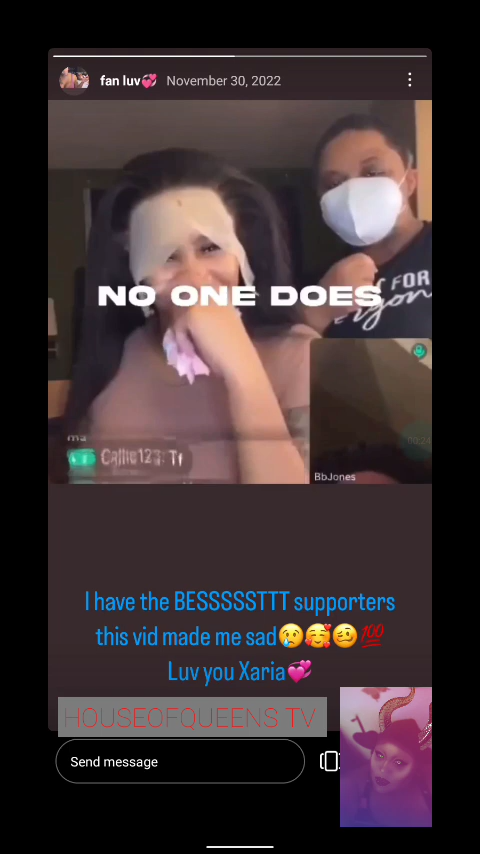 fan luv💞 November 30, 2022
FOR
NO ONE DOES
BbJones
Callie123: Tf
I have the BESSSSSTTT supporters
this vid made me sad😢🥰🥴💯
Luv you Xaria💞
HOUSEOFQUEENS TV
Send message